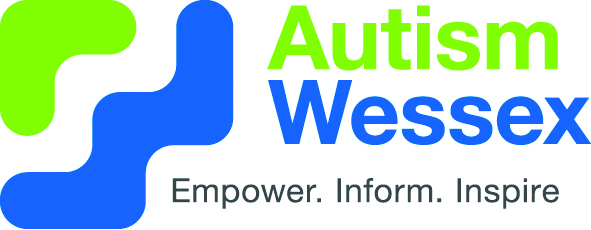 Autism
Wessex
Empower. Inform. Inspire